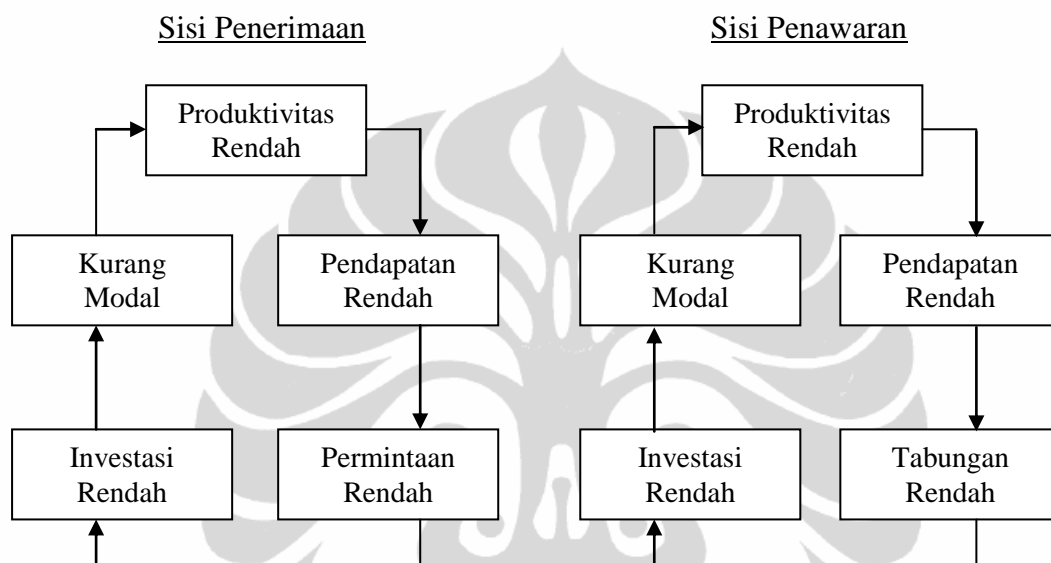 Sisi Penerimaan
Produktivitas
Rendah
Kurang
Modal
Pendapatan
Rendah
Investasi
Rendah
Permintaan
Rendah
Sisi Penawaran
Produktivitas
Rendah
Kurang
Modal
Pendapatan
Rendah
Investasi
Rendah
Tabungan
Rendah